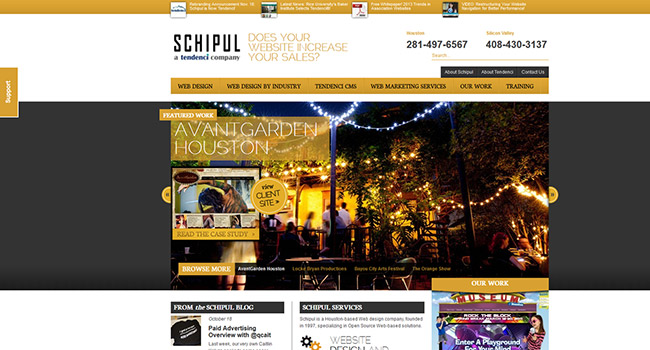 Rebranding Announcement Nov. 30
Schipul is Now Tendenci!
Latest News: Rice University's Baker
Institute Selects Tendenci®
Free Whitepaper! 2012 Trends in
Association Websites
VIDEO: Restructuring Your Website
Navigation for Better Performance!
SCHIPUL
a tendenci company
DOES YOUR
WEBSITE INCREASE
YOUR SALES?
Houston
281-497-6567
Silicon Valley
408-430-3137
Search...
About Schipul
About Tendenci
Contact Us
Support
WEB DESIGN
WEB DESIGN BY INDUSTRY
TENDENCI CMS
WEB MARKETING SERVICES
OUR WORK
TRAINING
FEATURED WORK
AVANTGARDEN
HOUSTON
view
CLIENT
SITE >
READ THE CASE STUDY »
BROWSE MORE
AvantGarden Houston
Locke Bryan Productions
Bayou City Arts Festival
The Orange Show
OUR WORK
FROM the SCHIPUL BLOG
October 18
Paid Advertising
Overview with @qcait
Last week, our very own Caitlin
SCHIPUL SERVICES
Schipul is a Houston-based Web design company, founded
in 1997, specializing in Open Source Web-based solutions.
WEBSITE
DESIGN AND
MUSEUM
ROCK THE BLOCK
Enter A Playground
For Your Mind